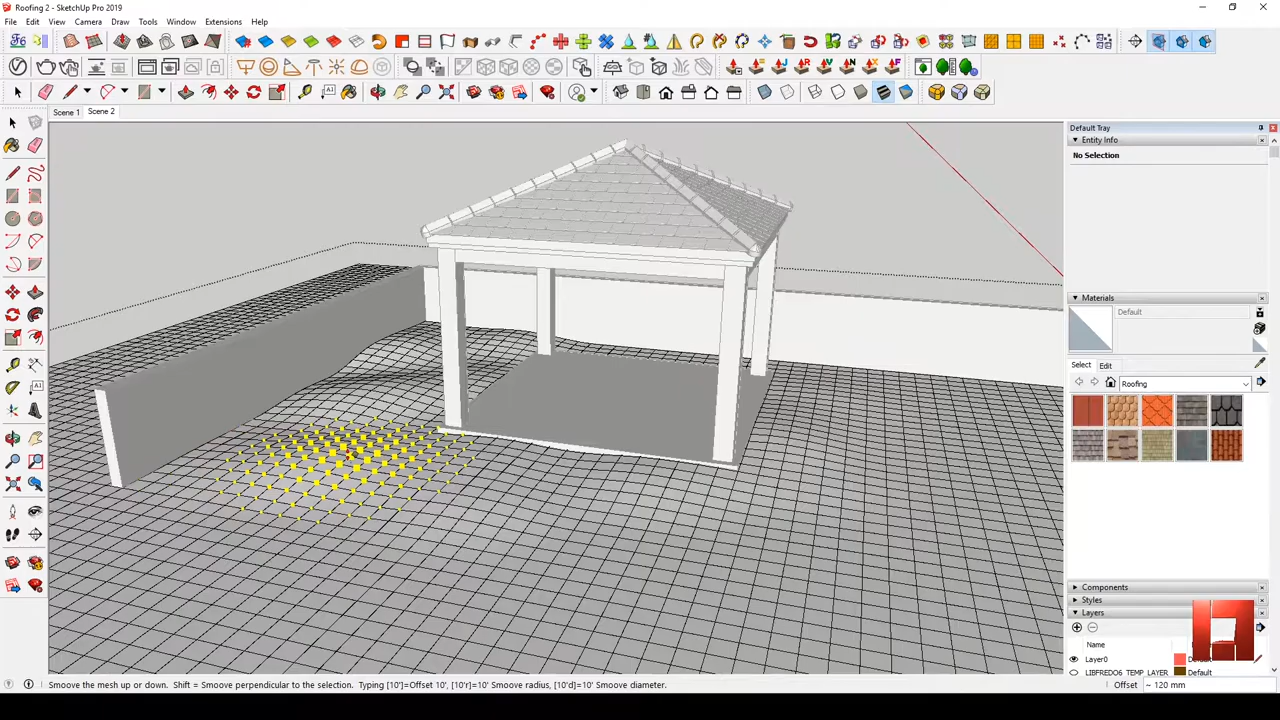 Roofing 2 - SketchUp Pro 2019
File Edit View Camera Draw Tools Window Extensions Help
Scene 1 Scene 2
Default Tray
Entity Info
No Selection
Materials
Default
Select Edit
Roofing
Components
Styles
Layers
Name
Layer0
LIBFREDO6_TEMP_LAYER Default
Smoove the mesh up or down. Shift = Smoove perpendicular to the selection. Typing [10']=Offset 10', [10'r]=10' Smoove radius, [10'd]=10' Smoove diameter.
Offset ~ 120 mm